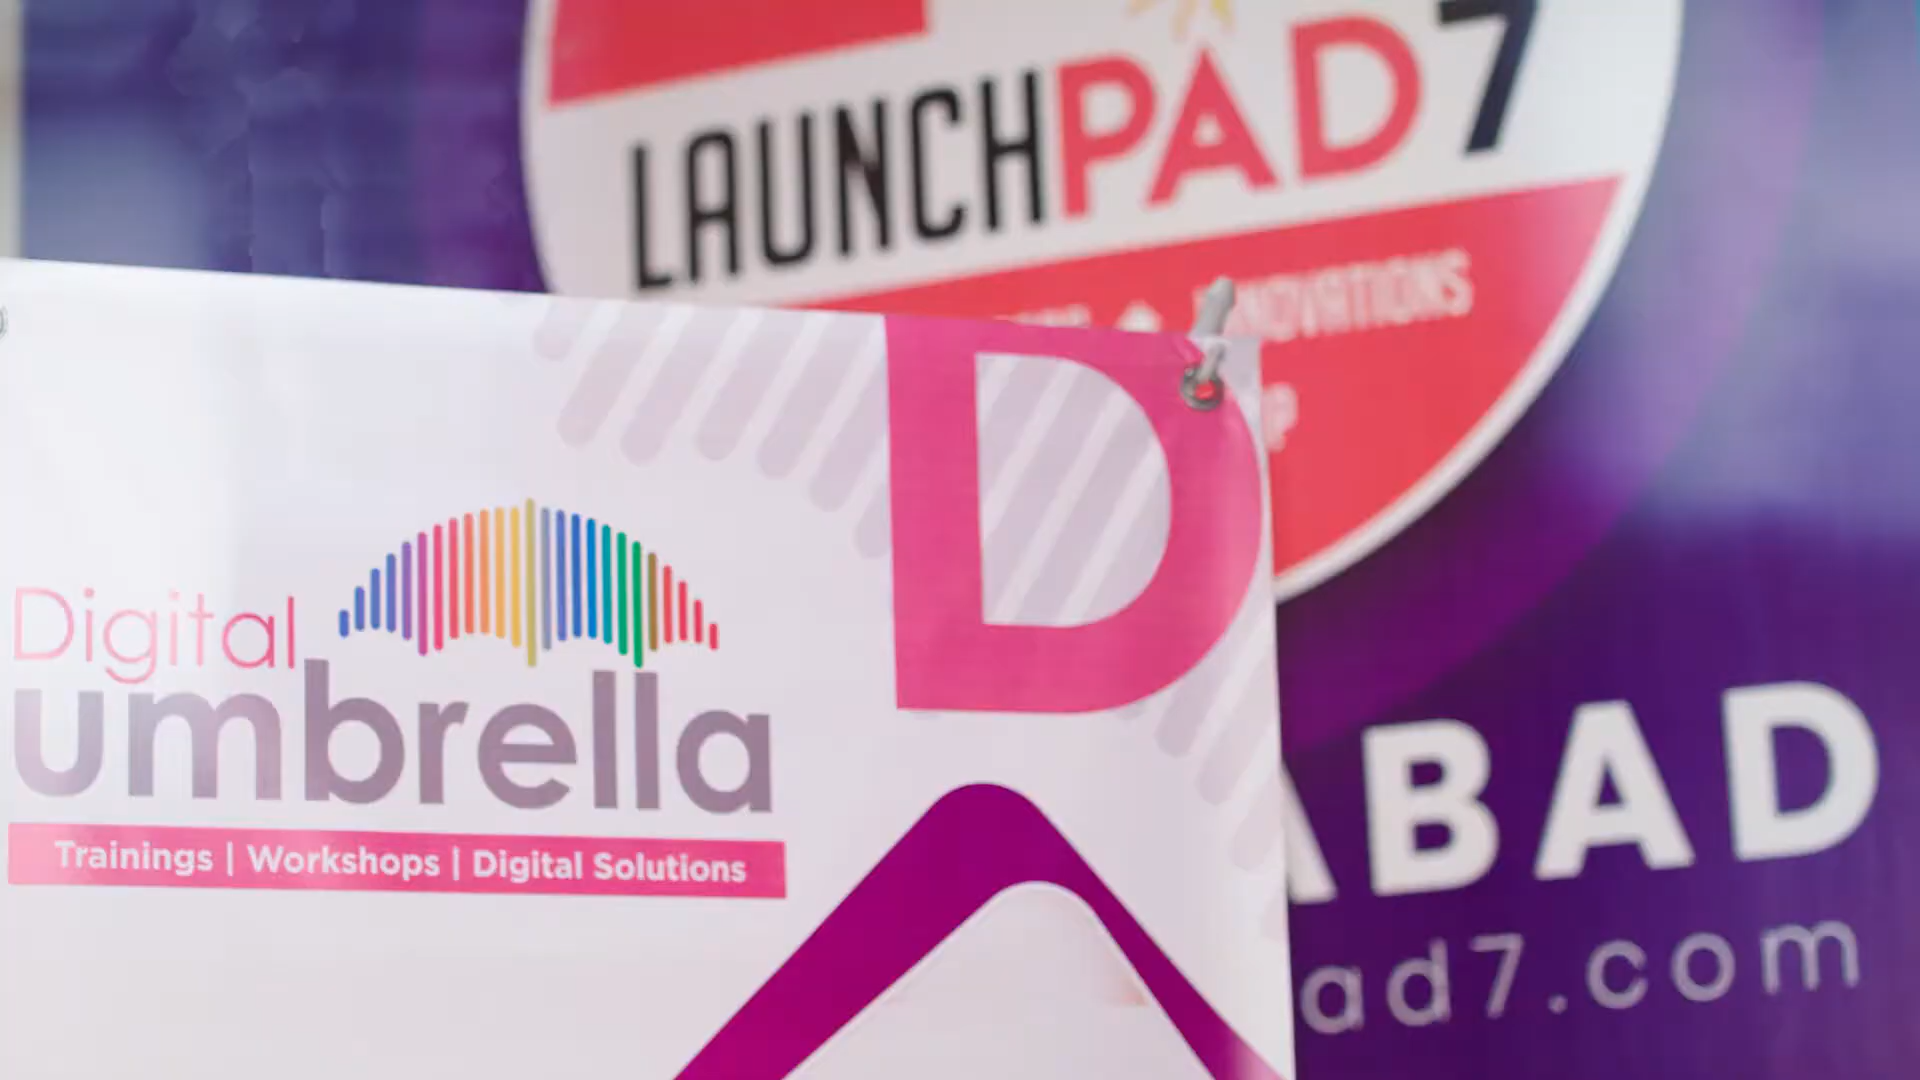 LAUNCHPAD7
INNOVATIONS
D
Digital
umbrella
Trainings | Workshops | Digital Solutions
ABAD
ad7.com